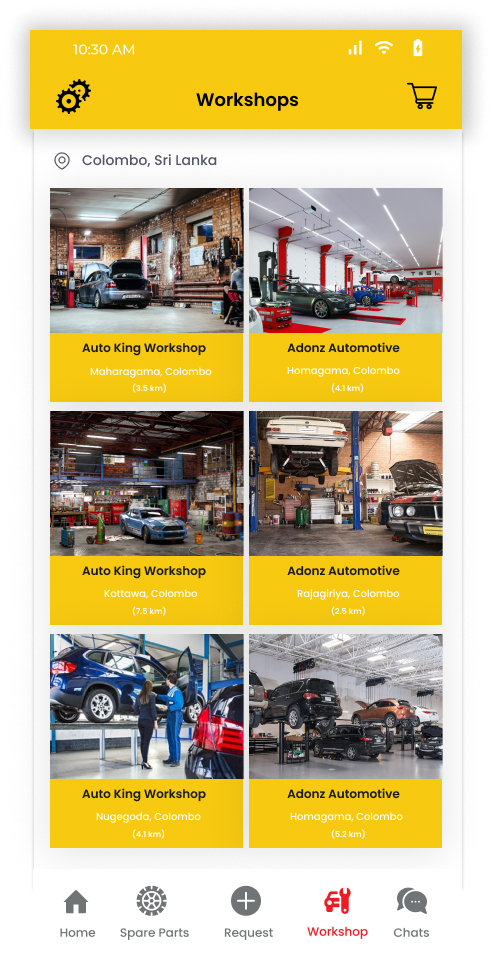 10:30 AM
Workshops
Colombo, Sri Lanka
Auto King Workshop
Maharagama, Colombo
(3.5 km)
Adonz Automotive
Homagama, Colombo
(4.1 km)
Auto King Workshop
Kottawa, Colombo
(7.5 km)
Adonz Automotive
Rajagiriya, Colombo
(2.5 km)
Auto King Workshop
Nugegoda, Colombo
(4.1 km)
Adonz Automotive
Homagama, Colombo
(5.2 km)
Home
Spare Parts
Request
Workshop
Chats